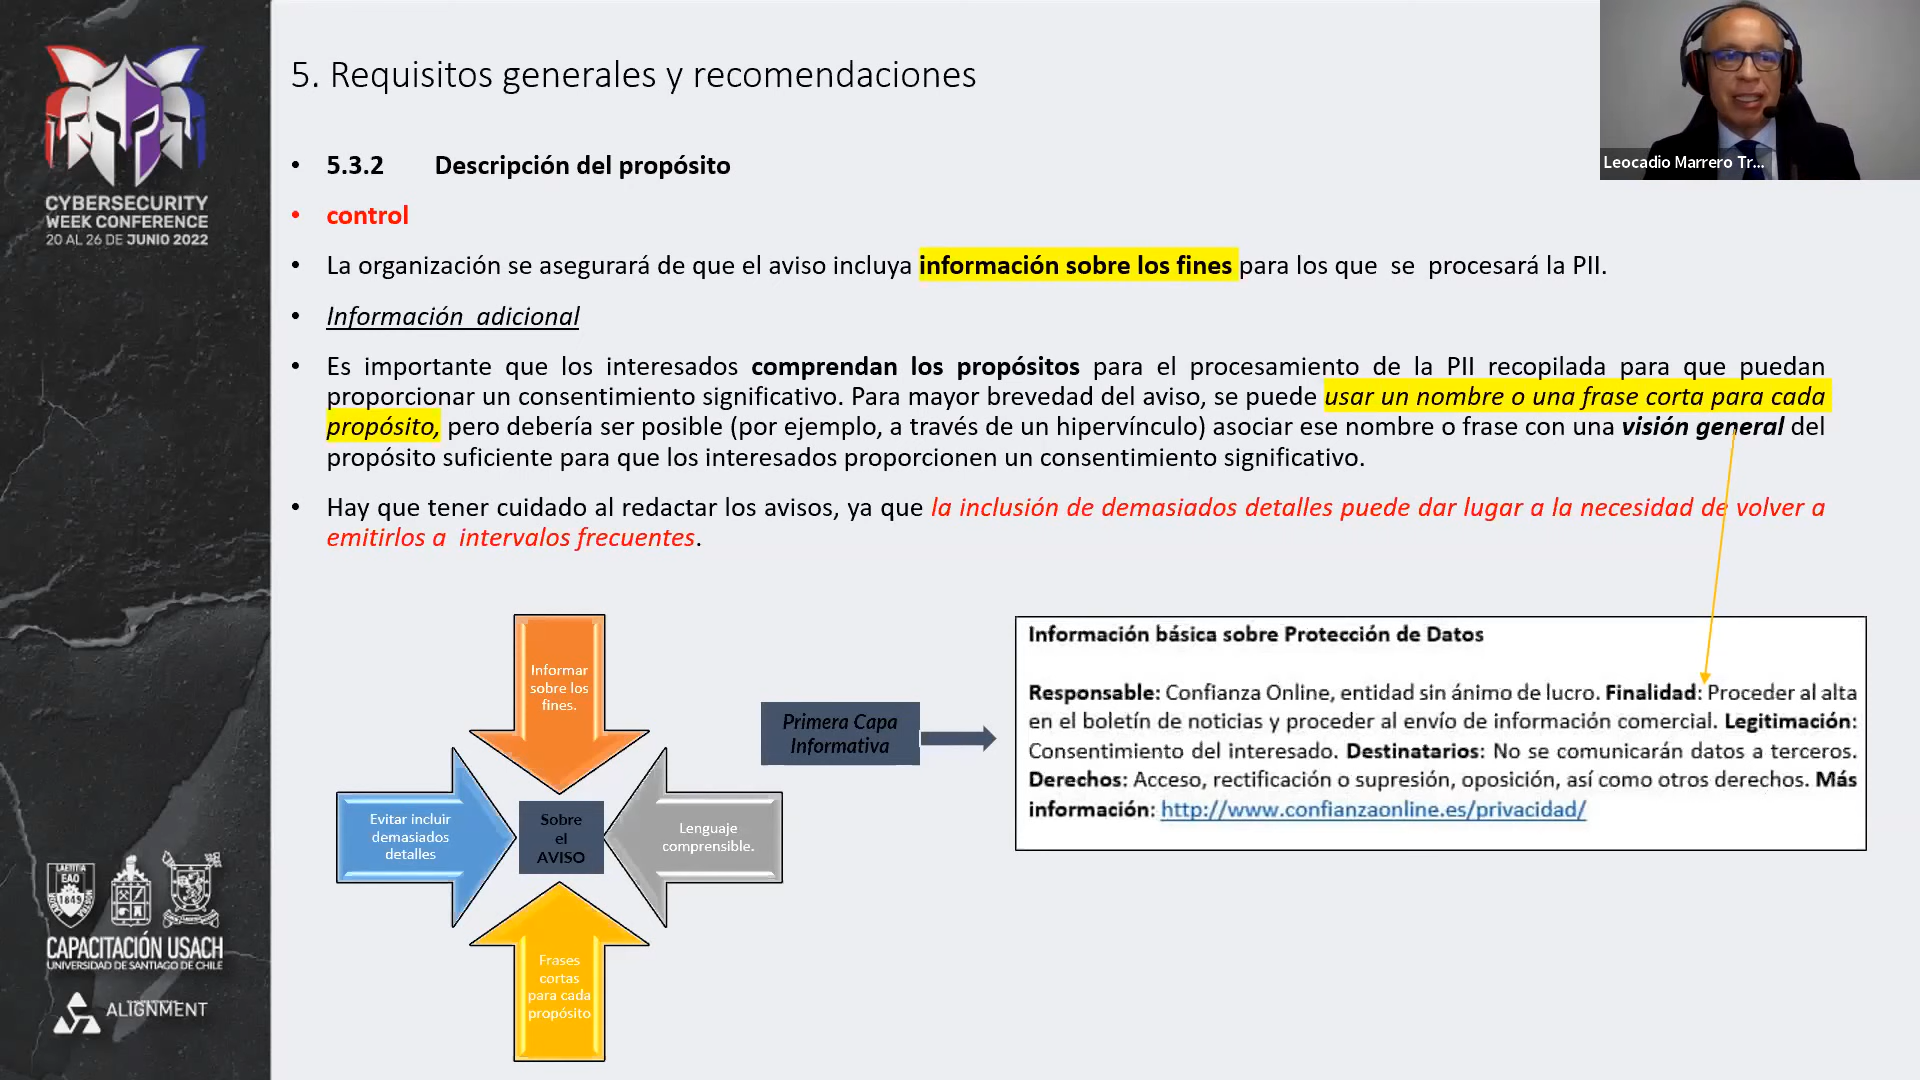 CYBERSECURITY
WEEK CONFERENCE
20 AL 26 DE JUNIO 2022
5. Requisitos generales y recomendaciones
Leocadio Marrero Tr...
• 5.3.2 Descripción del propósito
• control
• La organización se asegurará de que el aviso incluya información sobre los fines para los que se procesará la PII.
• Información adicional
• Es importante que los interesados comprendan los propósitos para el procesamiento de la PII recopilada para que puedan
proporcionar un consentimiento significativo. Para mayor brevedad del aviso, se puede usar un nombre o una frase corta para cada
propósito, pero debería ser posible (por ejemplo, a través de un hipervínculo) asociar ese nombre o frase con una visión general del
propósito suficiente para que los interesados proporcionen un consentimiento significativo.
• Hay que tener cuidado al redactar los avisos, ya que la inclusión de demasiados detalles puede dar lugar a la necesidad de volver a
emitirlos a intervalos frecuentes.
Informar
sobre los
fines.
Evitar incluir
demasiados
detalles
Sobre
el
AVISO
Lenguaje
comprensible.
Frases
cortas
para cada
propósito
Primera Capa
Informativa
Información básica sobre Protección de Datos
Responsable: Confianza Online, entidad sin ánimo de lucro. Finalidad: Proceder al alta
en el boletín de noticias y proceder al envío de información comercial. Legitimación:
Consentimiento del interesado. Destinatarios: No se comunicarán datos a terceros.
Derechos: Acceso, rectificación o supresión, oposición, así como otros derechos. Más
información: http://www.confianzaonline.es/privacidad/
LAETITIA
EAO
1849
CAPACITACIÓN USACH
UNIVERSIDAD DE SANTIAGO DE CHILE
ALIGNMENT